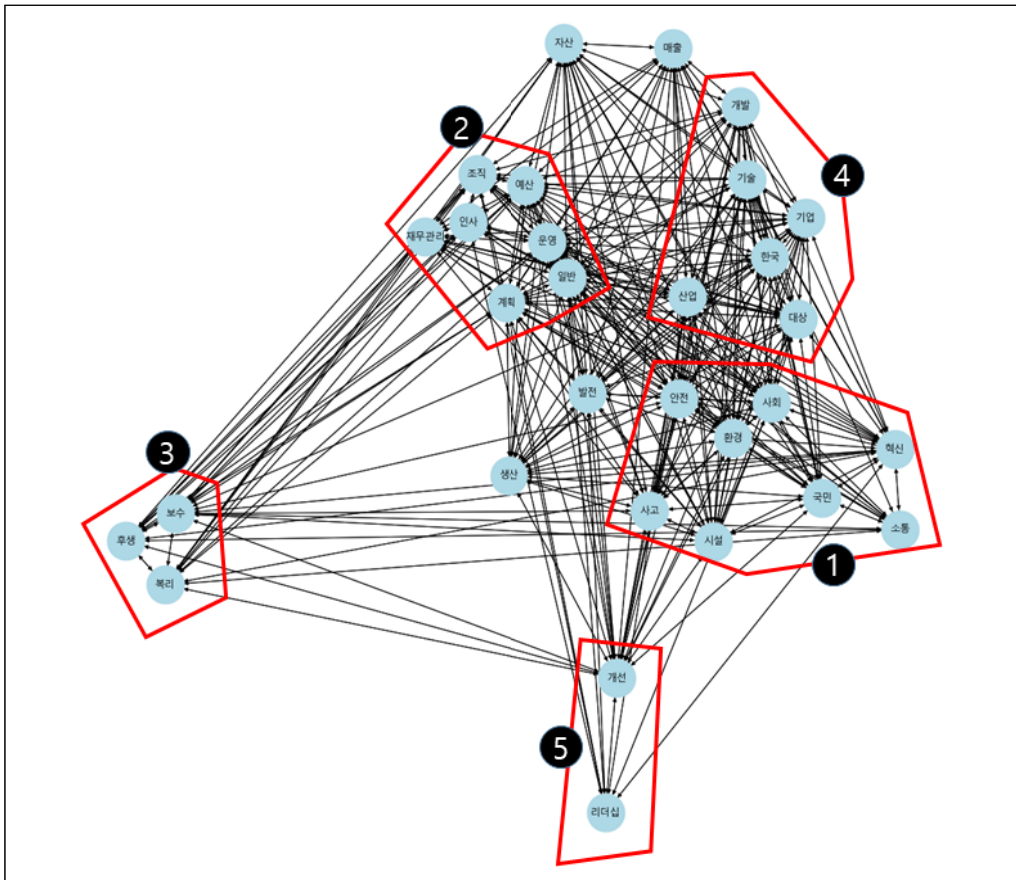 자산
매출
개발
2
조직
예산
기술
4
인사
재무관리
운영
기업
한국
일반
계획
산업
대상
발전
안전
사회
환경
혁신
3
생산
보수
사고
국민
후생
시설
소통
1
복리
개선
5
리더십